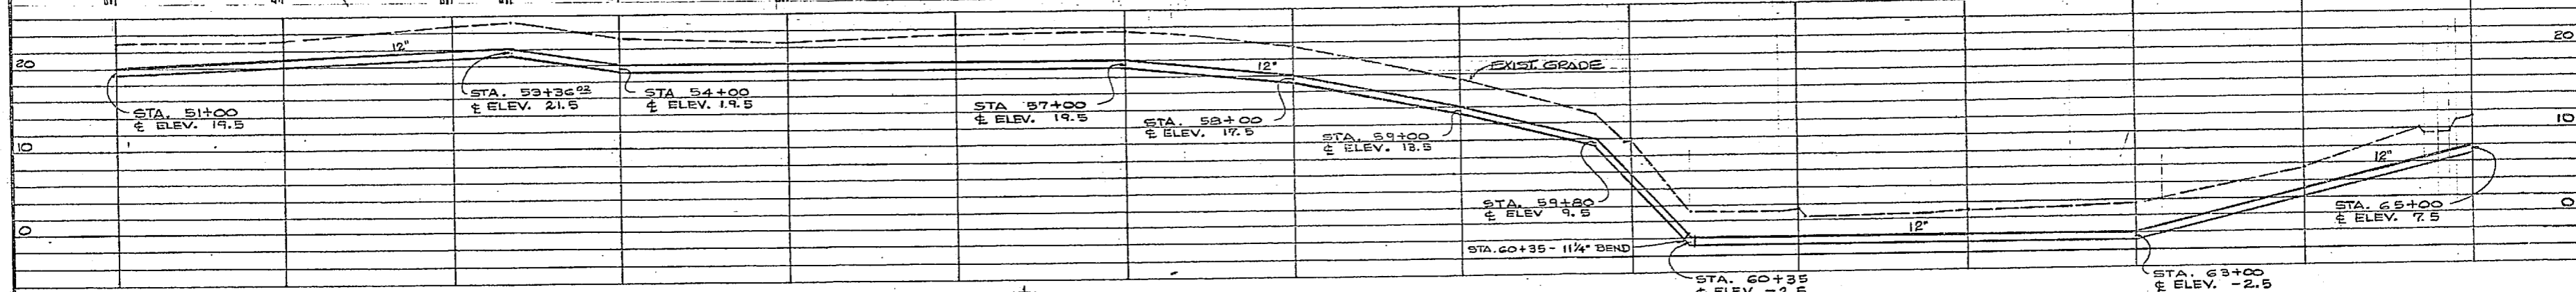 20
20
12"
12"
EXIST. GRADE
STA. 51+00
℄ ELEV. 19.5
STA. 53+36.02
℄ ELEV. 21.5
STA 54+00
℄ ELEV. 19.5
STA 57+00
℄ ELEV. 19.5
STA. 58+00
℄ ELEV. 17.5
STA. 59+00
℄ ELEV. 13.5
10
10
12"
STA. 59+80
℄ ELEV 9.5
STA. 65+00
℄ ELEV. 7.5
0
0
12"
STA. 60+35 - 11¼° BEND
STA. 60+35
℄ ELEV. -2.5
STA. 63+00
℄ ELEV. -2.5